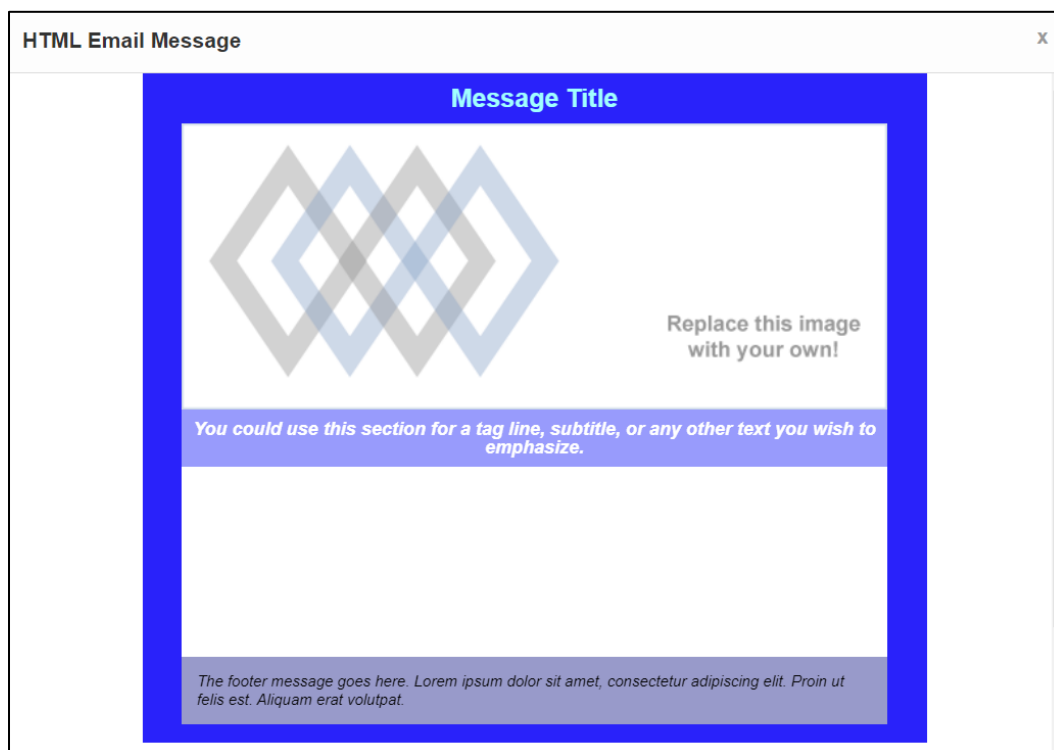 HTML Email Message
x
Message Title
Replace this image
with your own!
You could use this section for a tag line, subtitle, or any other text you wish to
emphasize.
The footer message goes here. Lorem ipsum dolor sit amet, consectetur adipiscing elit. Proin ut
felis est. Aliquam erat volutpat.